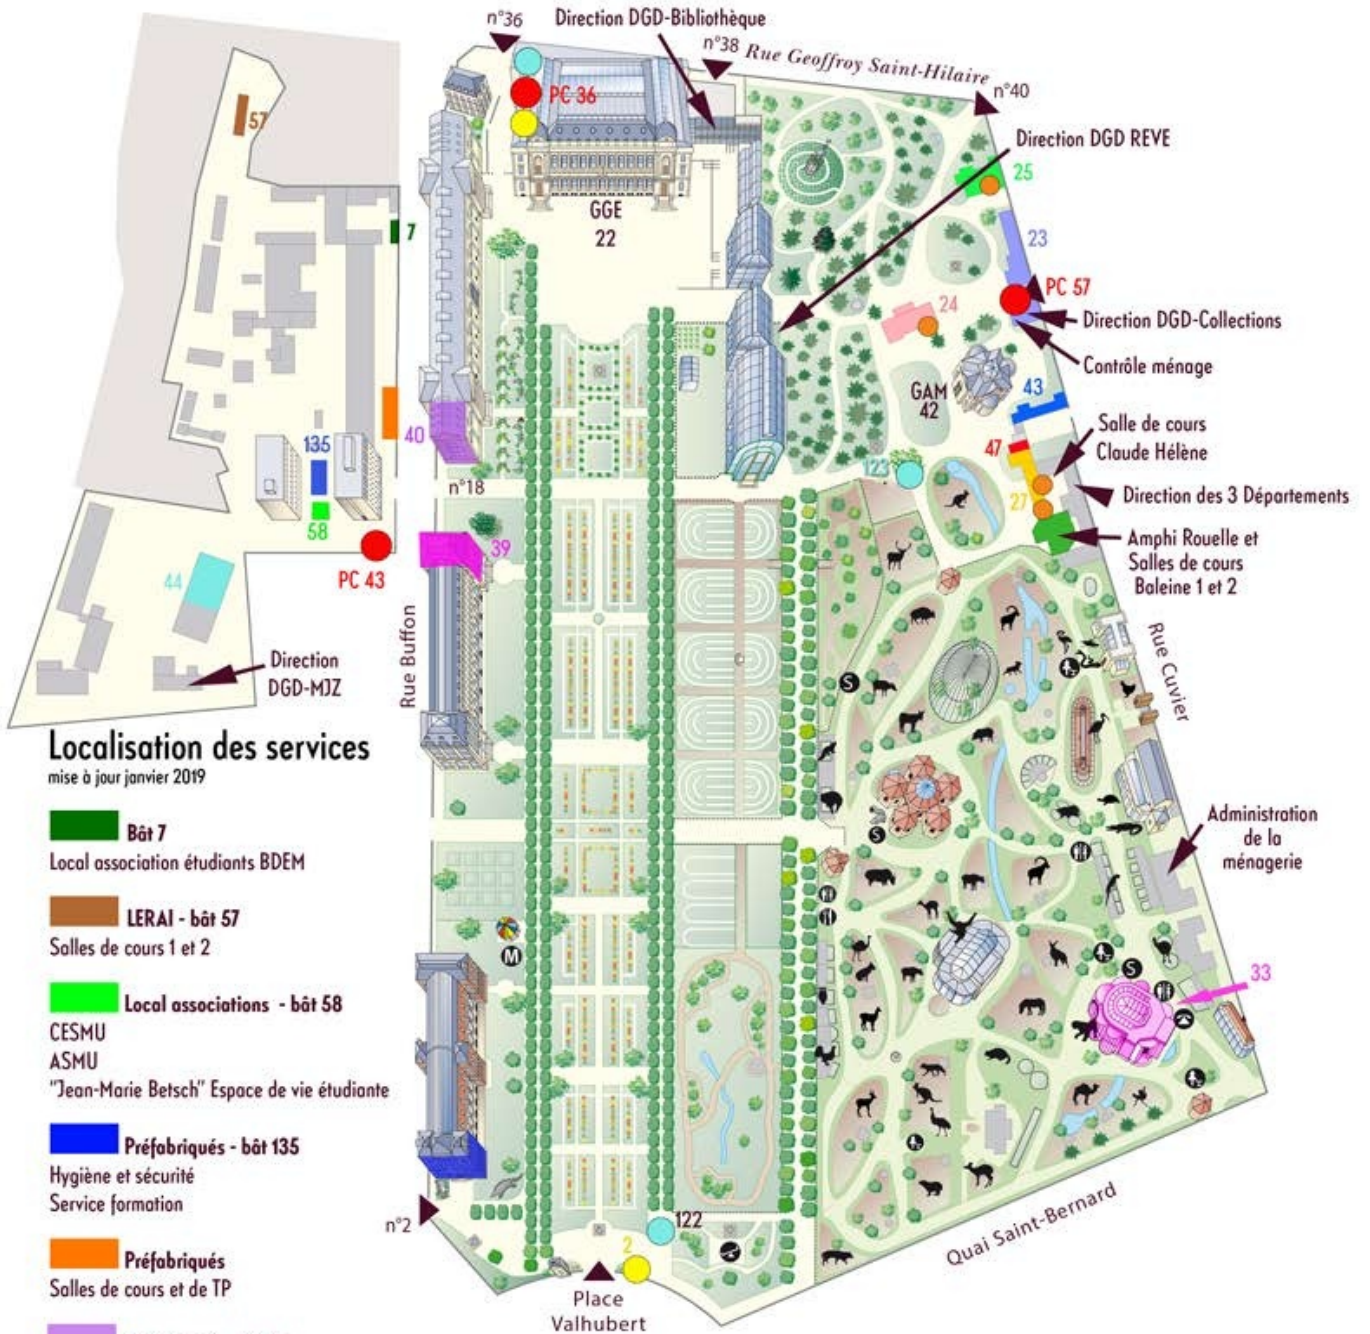 n°36
Direction DGD-Bibliothèque
n°38
Rue Geoffroy Saint-Hilaire
n°40
PC 36
57
Direction DGD REVE
25
GGE
22
7
23
PC 57
24
Direction DGD-Collections
Contrôle ménage
GAM
42
43
40
135
Salle de cours
Claude Hélène
47
123
n°18
27
Direction des 3 Départements
58
39
Amphi Rouelle et
Salles de cours
Baleine 1 et 2
44
PC 43
Rue Buffon
Rue Cuvier
Direction
DGD-MJZ
S
Localisation des services
mise à jour janvier 2019
Bât 7
Local association étudiants BDEM
S
Administration
de la
ménagerie
LERAI - bât 57
Salles de cours 1 et 2
M
S
33
Local associations - bât 58
CESMU
ASMU
"Jean-Marie Betsch" Espace de vie étudiante
Préfabriqués - bât 135
Hygiène et sécurité
Service formation
n°2
122
Quai Saint-Bernard
Préfabriqués
Salles de cours et de TP
2
Place
Valhubert